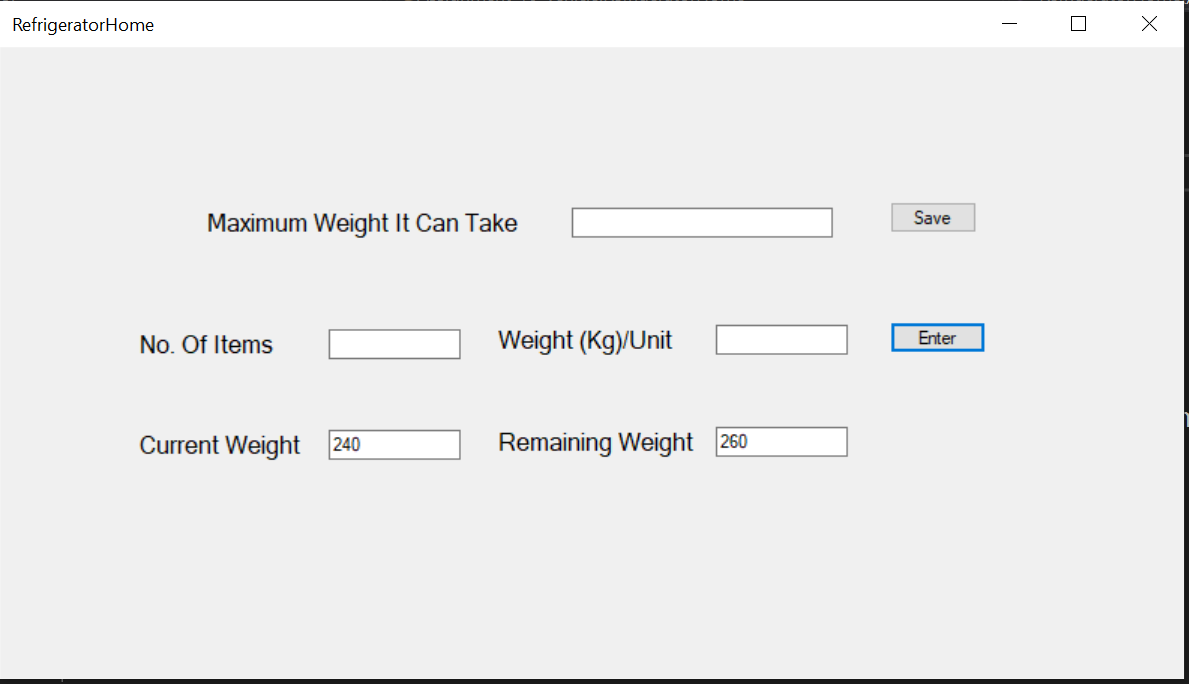 RefrigeratorHome
Maximum Weight It Can Take
Save
No. Of Items
Weight (Kg)/Unit
Enter
Current Weight
240
Remaining Weight
260